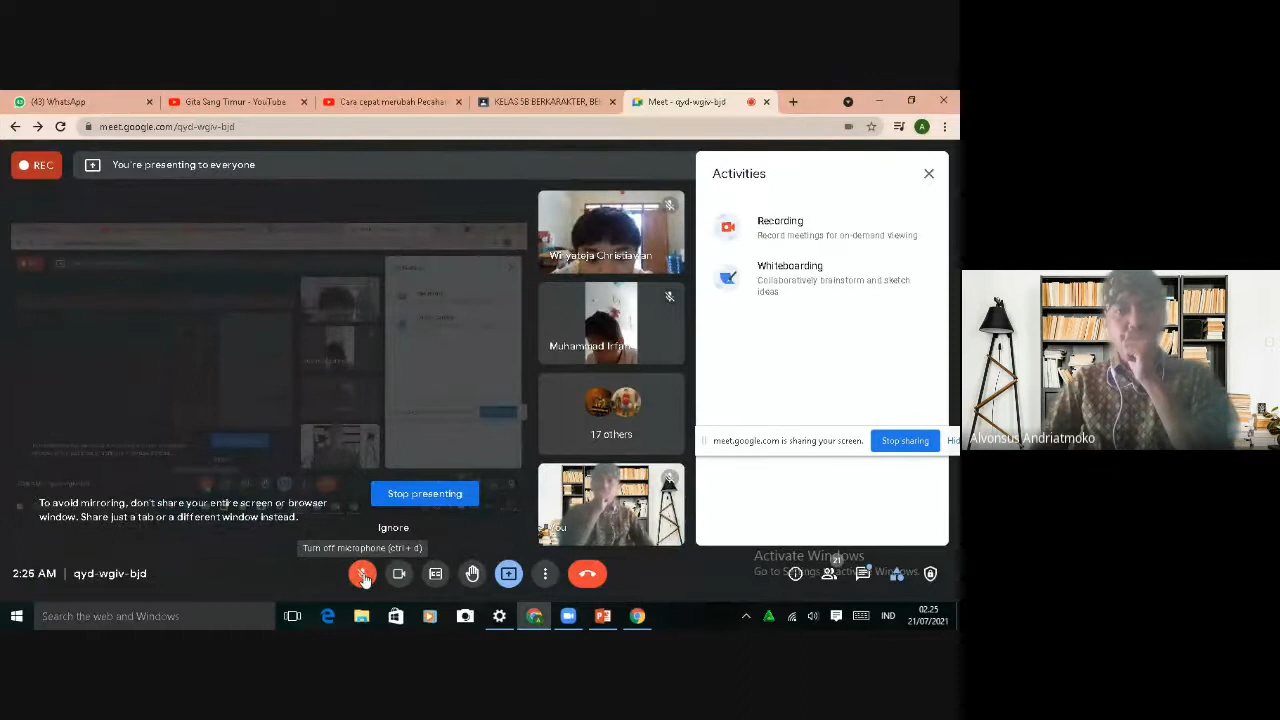 (43) WhatsApp
Gita Sang Timur - YouTube
Cara cepat merubah Pecahan
KELAS 5B BERKARAKTER, BE
Meet - qyd-wgiv-bjd
meet.google.com/qyd-wgiv-bjd
A
REC
You're presenting to everyone
Activities
Recording
Record meetings for on-demand viewing
Whiteboarding
Collaboratively brainstorm and sketch
ideas
Christiawan
Muhammad Irfan
17 others
You
meet.google.com is sharing your screen.
Stop sharing
Hid
Alvonsus Andriatmoko
To avoid mirroring, don't share your entire screen or browser
window. Share just a tab or a different window instead.
Stop presenting
Ignore
Turn off microphone (ctrl + d)
Activate Windows
Go to Settings to activate Windows.
2:25 AM | qyd-wgiv-bjd
21
Search the web and Windows
IND
02.25
21/07/2021